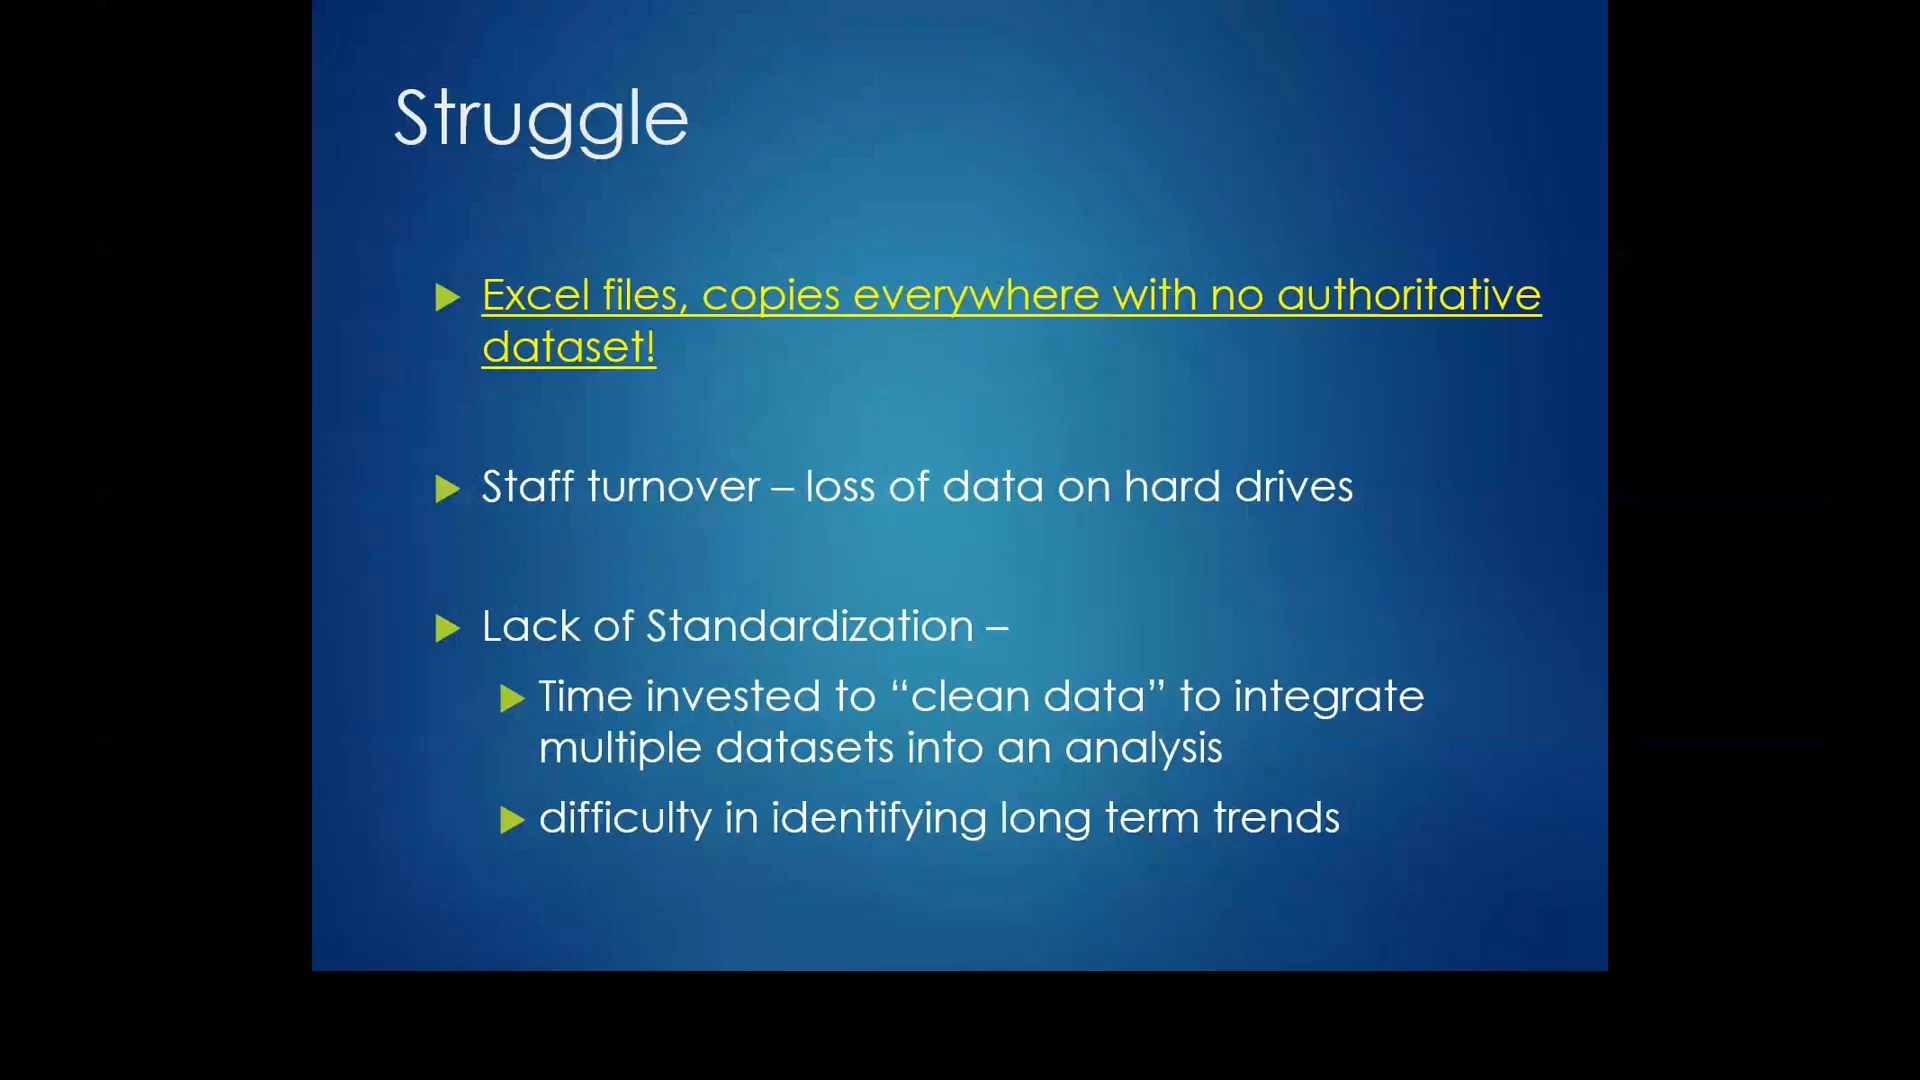 Struggle
Excel files, copies everywhere with no authoritative
dataset!
Staff turnover – loss of data on hard drives
Lack of Standardization –
Time invested to “clean data” to integrate
multiple datasets into an analysis
difficulty in identifying long term trends